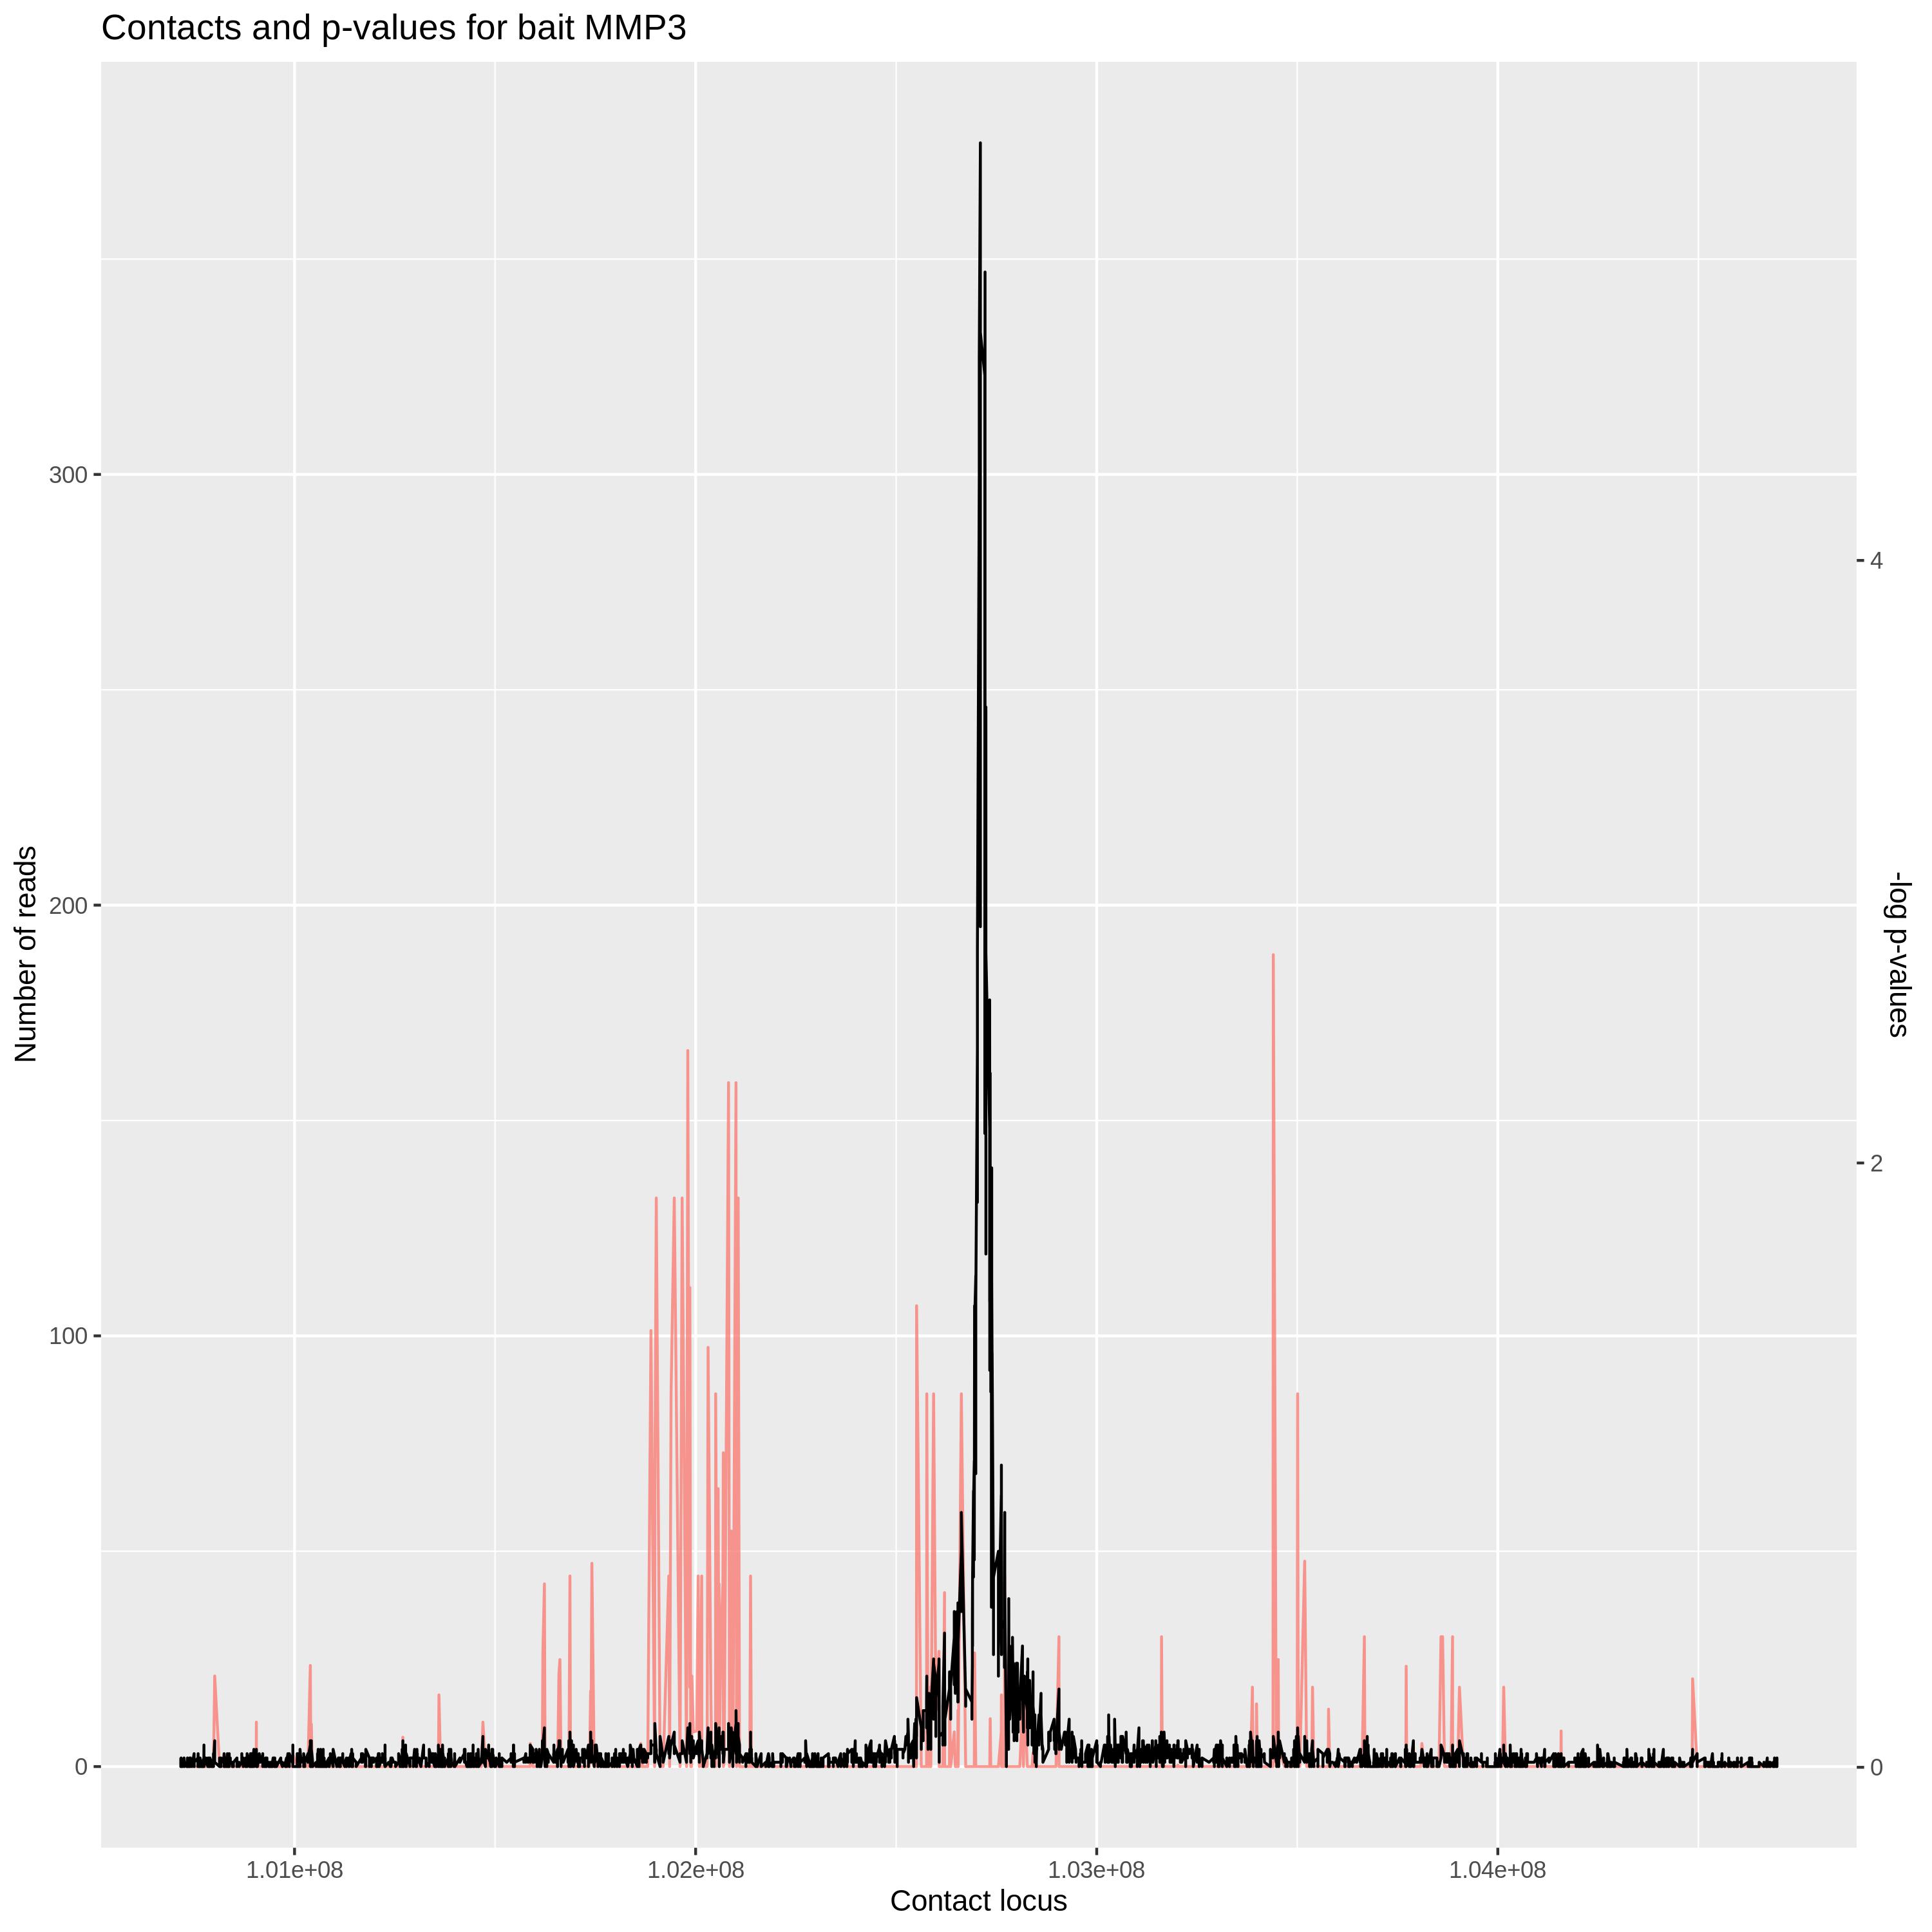 Contacts and p-values for bait MMP3
Number of reads
300
200
100
0
4
2
0
-log p-values
1.01e+08
1.02e+08
1.03e+08
1.04e+08
Contact locus